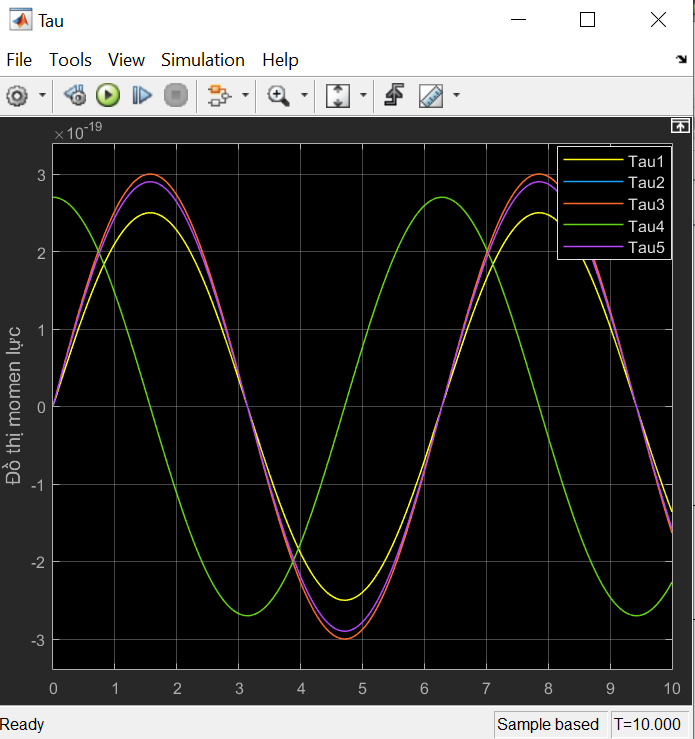 Tau
File Tools View Simulation Help
×10-19
Tau1
Tau2
Tau3
Tau4
Tau5
3
2
1
0
-1
-2
-3
Đồ thị momen lực
0 1 2 3 4 5 6 7 8 9 10
Ready
Sample based T=10.000